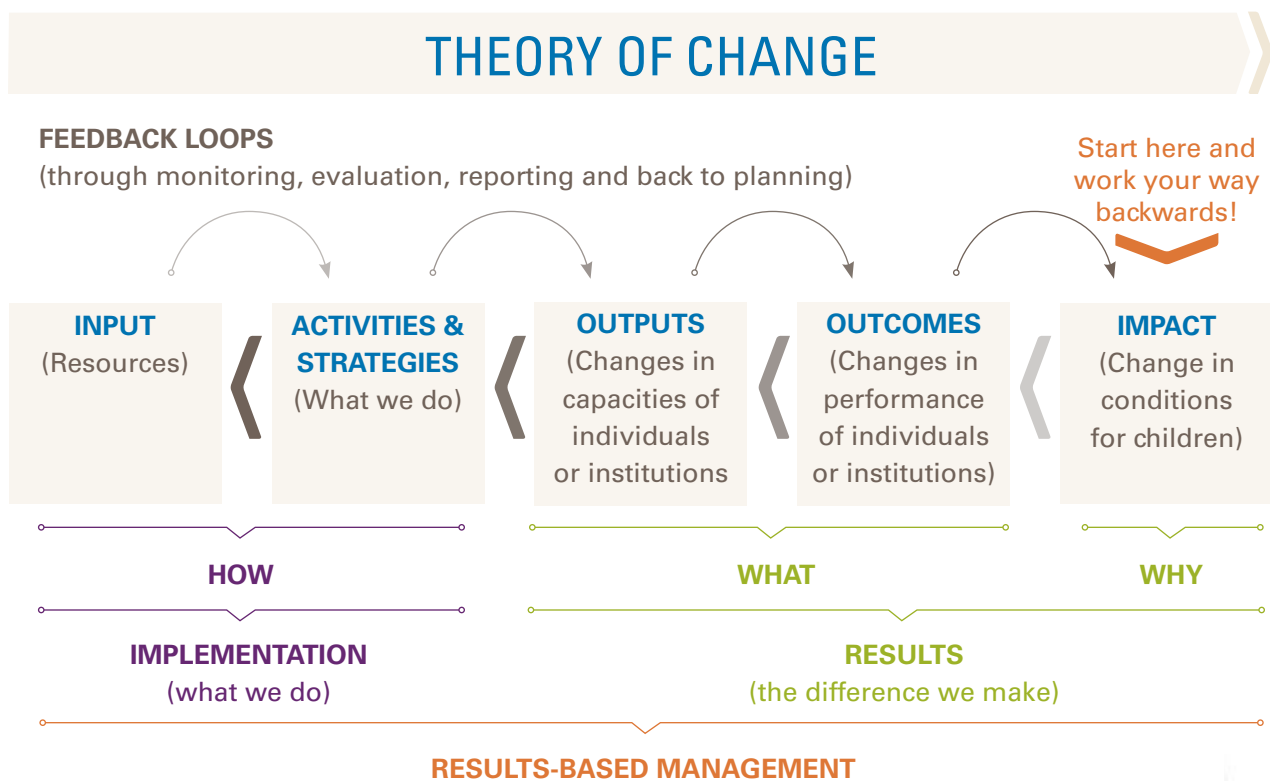 THEORY OF CHANGE
FEEDBACK LOOPS
(through monitoring, evaluation, reporting and back to planning)
Start here and
work your way
backwards!
INPUT
(Resources)
ACTIVITIES &
STRATEGIES
(What we do)
OUTPUTS
(Changes in
capacities of
individuals
or institutions
OUTCOMES
(Changes in
performance
of individuals
or institutions)
IMPACT
(Change in
conditions
for children)
HOW
WHAT
WHY
IMPLEMENTATION
(what we do)
RESULTS
(the difference we make)
RESULTS-BASED MANAGEMENT